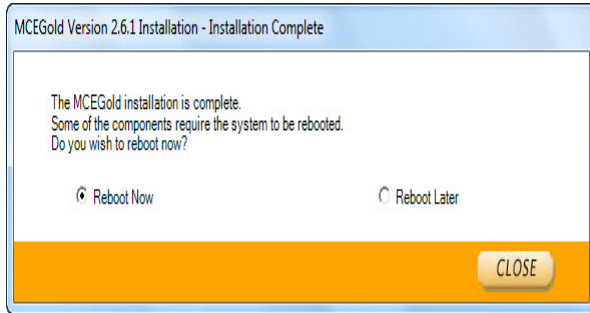 MCEGold Version 2.6.1 Installation - Installation Complete
The MCEGold installation is complete.
Some of the components require the system to be rebooted.
Do you wish to reboot now?
Reboot Now
Reboot Later
CLOSE